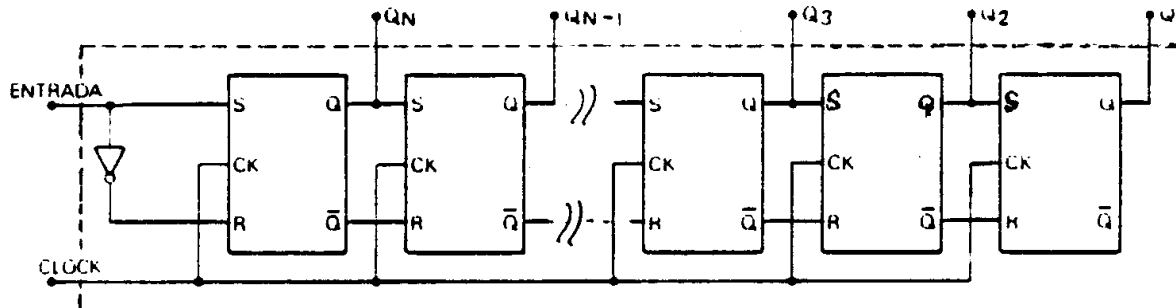 QN QN-1 Q3 Q2 Q
ENTRADA
S Q S Q S Q S Q S Q
CK CK CK CK CK
R Q̅ R Q̅ R Q̅ R Q̅ R Q̅
CLOCK